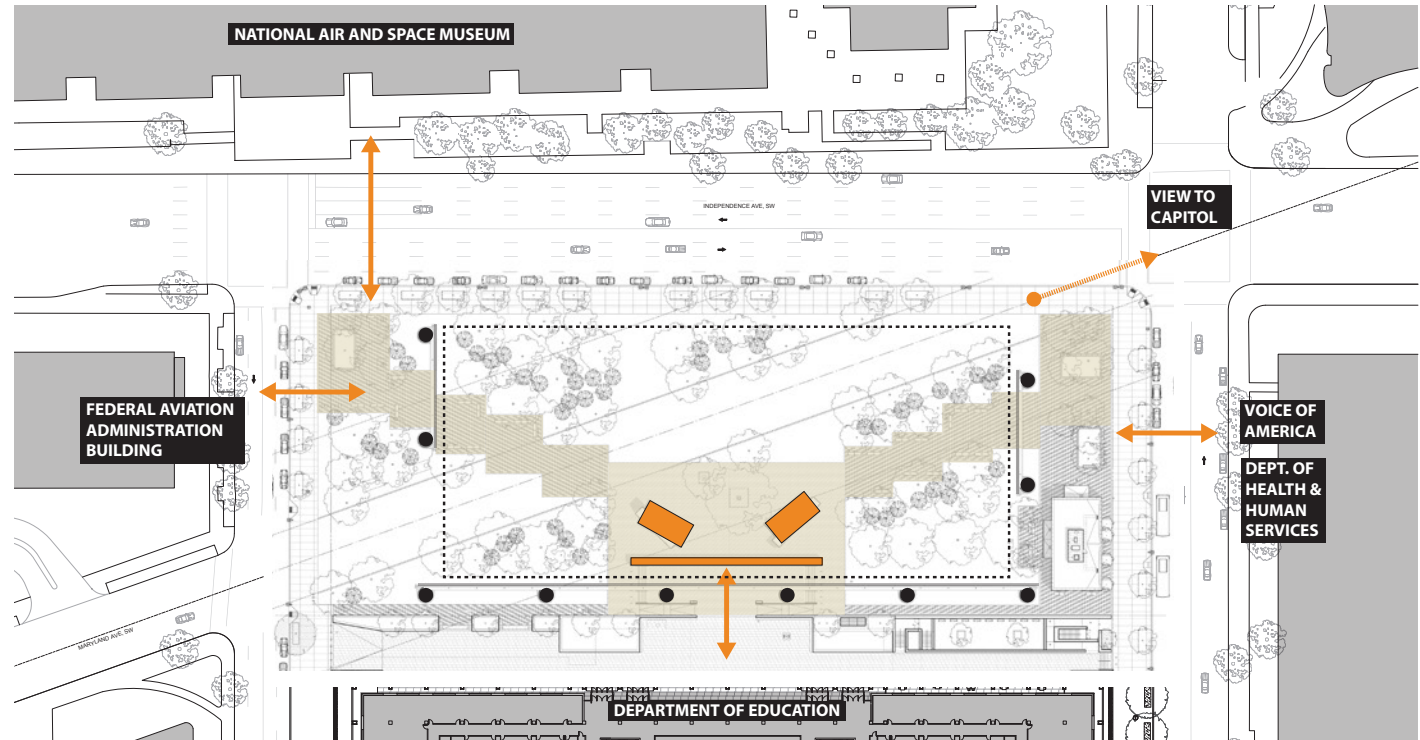 NATIONAL AIR AND SPACE MUSEUM
VIEW TO
CAPITOL
INDEPENDENCE AVE, SW
FEDERAL AVIATION
ADMINISTRATION
BUILDING
VOICE OF
AMERICA
DEPT. OF
HEALTH &
HUMAN
SERVICES
MARYLAND AVE, SW
DEPARTMENT OF EDUCATION